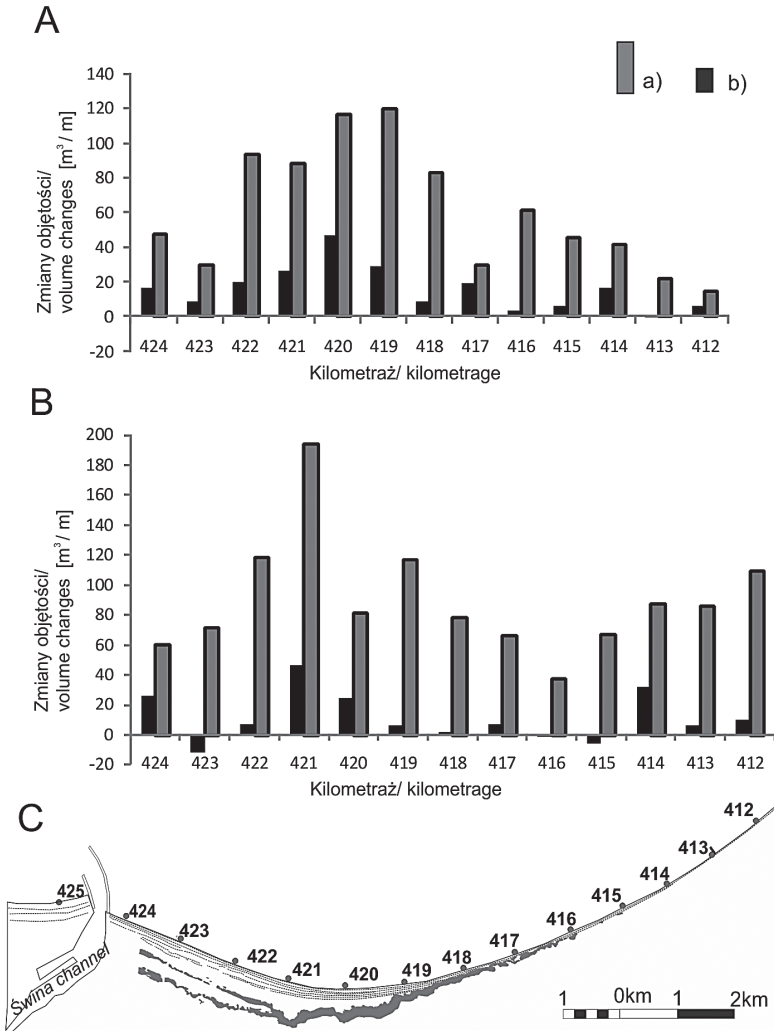 A
a)
b)
Zmiany objętości/
volume changes [m³ / m]
140
120
100
80
60
40
20
0
-20
424 423 422 421 420 419 418 417 416 415 414 413 412
Kilometraż/ kilometrage
B
Zmiany objętości/
volume changes [m³ / m]
200
180
160
140
120
100
80
60
40
20
0
-20
424 423 422 421 420 419 418 417 416 415 414 413 412
Kilometraż/ kilometrage
C
412
413
414
415
416
417
418
419
420
421
422
423
424
425
Świna channel
1 0km 1 2km